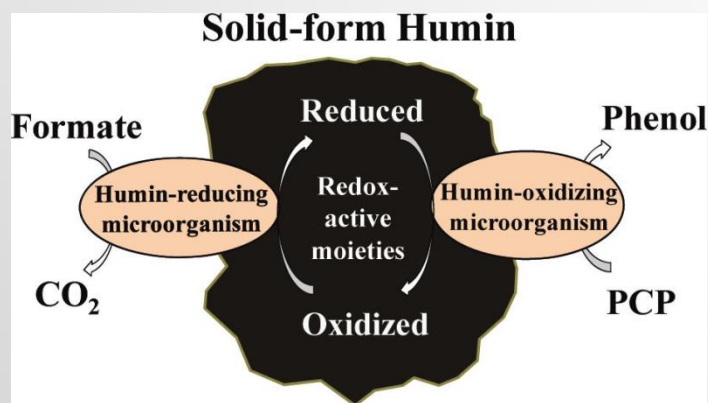 Solid-form Humin
Formate
Humin-reducing
microorganism
CO₂
Reduced
Redox-
active
moieties
Oxidized
Phenol
Humin-oxidizing
microorganism
PCP